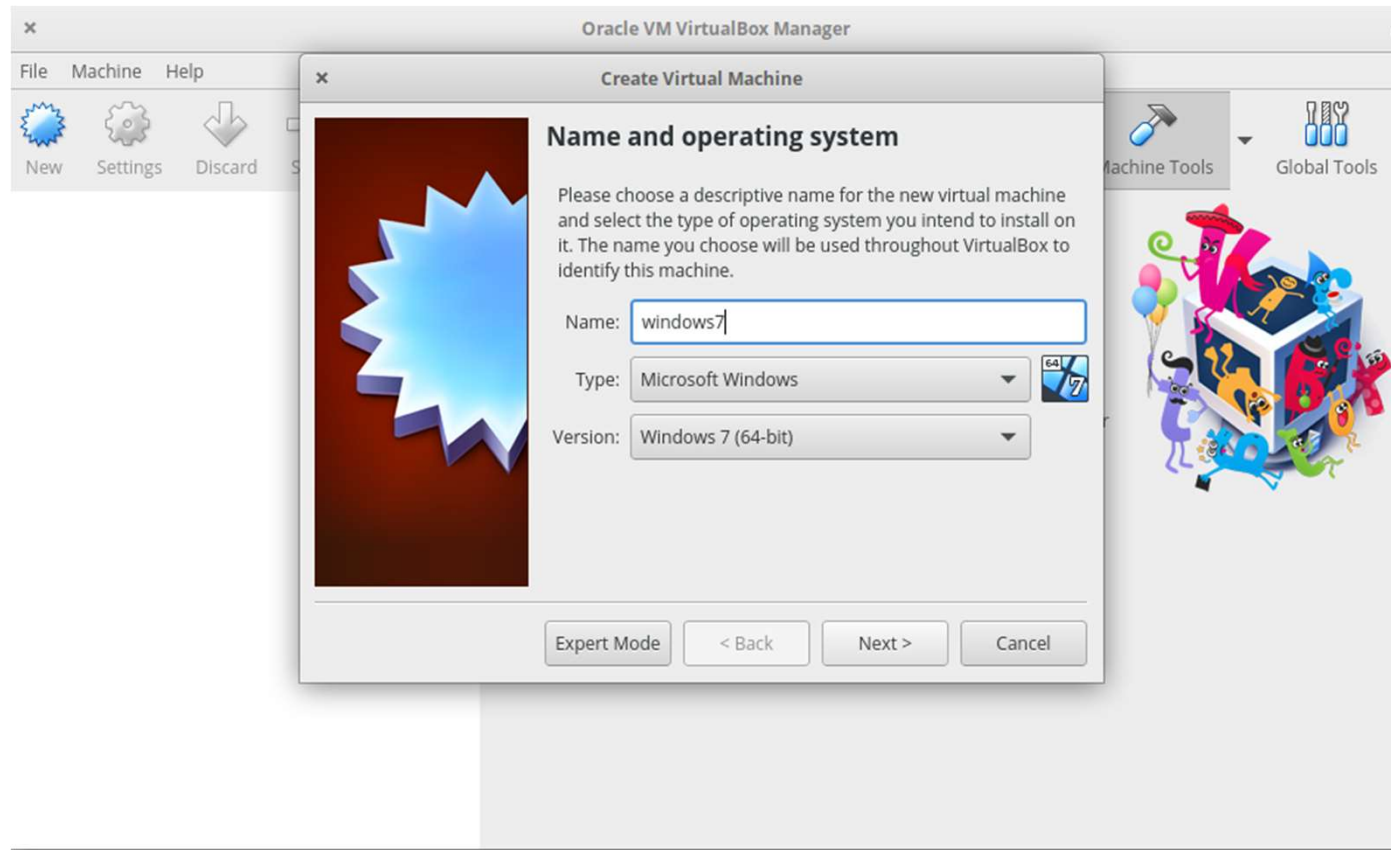 Oracle VM VirtualBox Manager
File Machine Help
Create Virtual Machine
New Settings Discard
Machine Tools Global Tools
Name and operating system
Please choose a descriptive name for the new virtual machine
and select the type of operating system you intend to install on
it. The name you choose will be used throughout VirtualBox to
identify this machine.
Name: windows7
Type: Microsoft Windows
64
7
Version: Windows 7 (64-bit)
Expert Mode < Back Next > Cancel